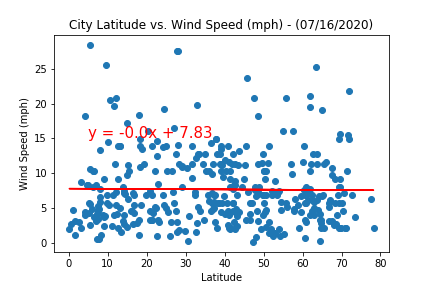 City Latitude vs. Wind Speed (mph) - (07/16/2020)
25
20
15
10
5
0
Wind Speed (mph)
y = -0.0x + 7.83
0 10 20 30 40 50 60 70 80
Latitude